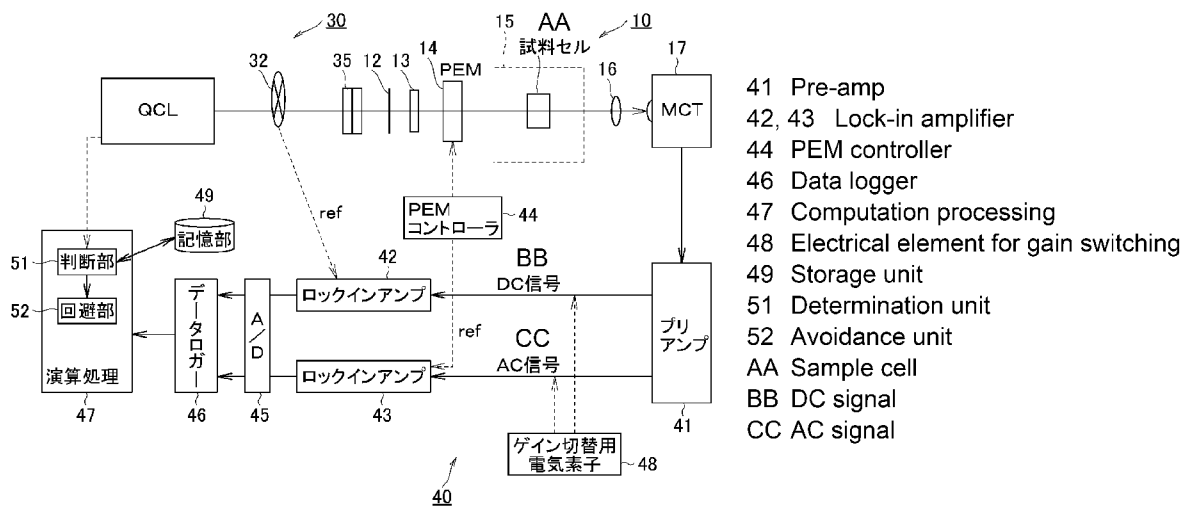 30
10
AA
試料セル
15
14
PEM
32
35
12
13
16
17
QCL
MCT
ref
PEM
コントローラ
44
49
記憶部
51
判断部
52
回避部
演算処理
47
データロガー
46
A/D
45
42
ロックインアンプ
BB
DC信号
ref
CC
AC信号
ロックインアンプ
43
プリ
アンプ
41
ゲイン切替用
電気素子
48
40
41 Pre-amp
42, 43 Lock-in amplifier
44 PEM controller
46 Data logger
47 Computation processing
48 Electrical element for gain switching
49 Storage unit
51 Determination unit
52 Avoidance unit
AA Sample cell
BB DC signal
CC AC signal